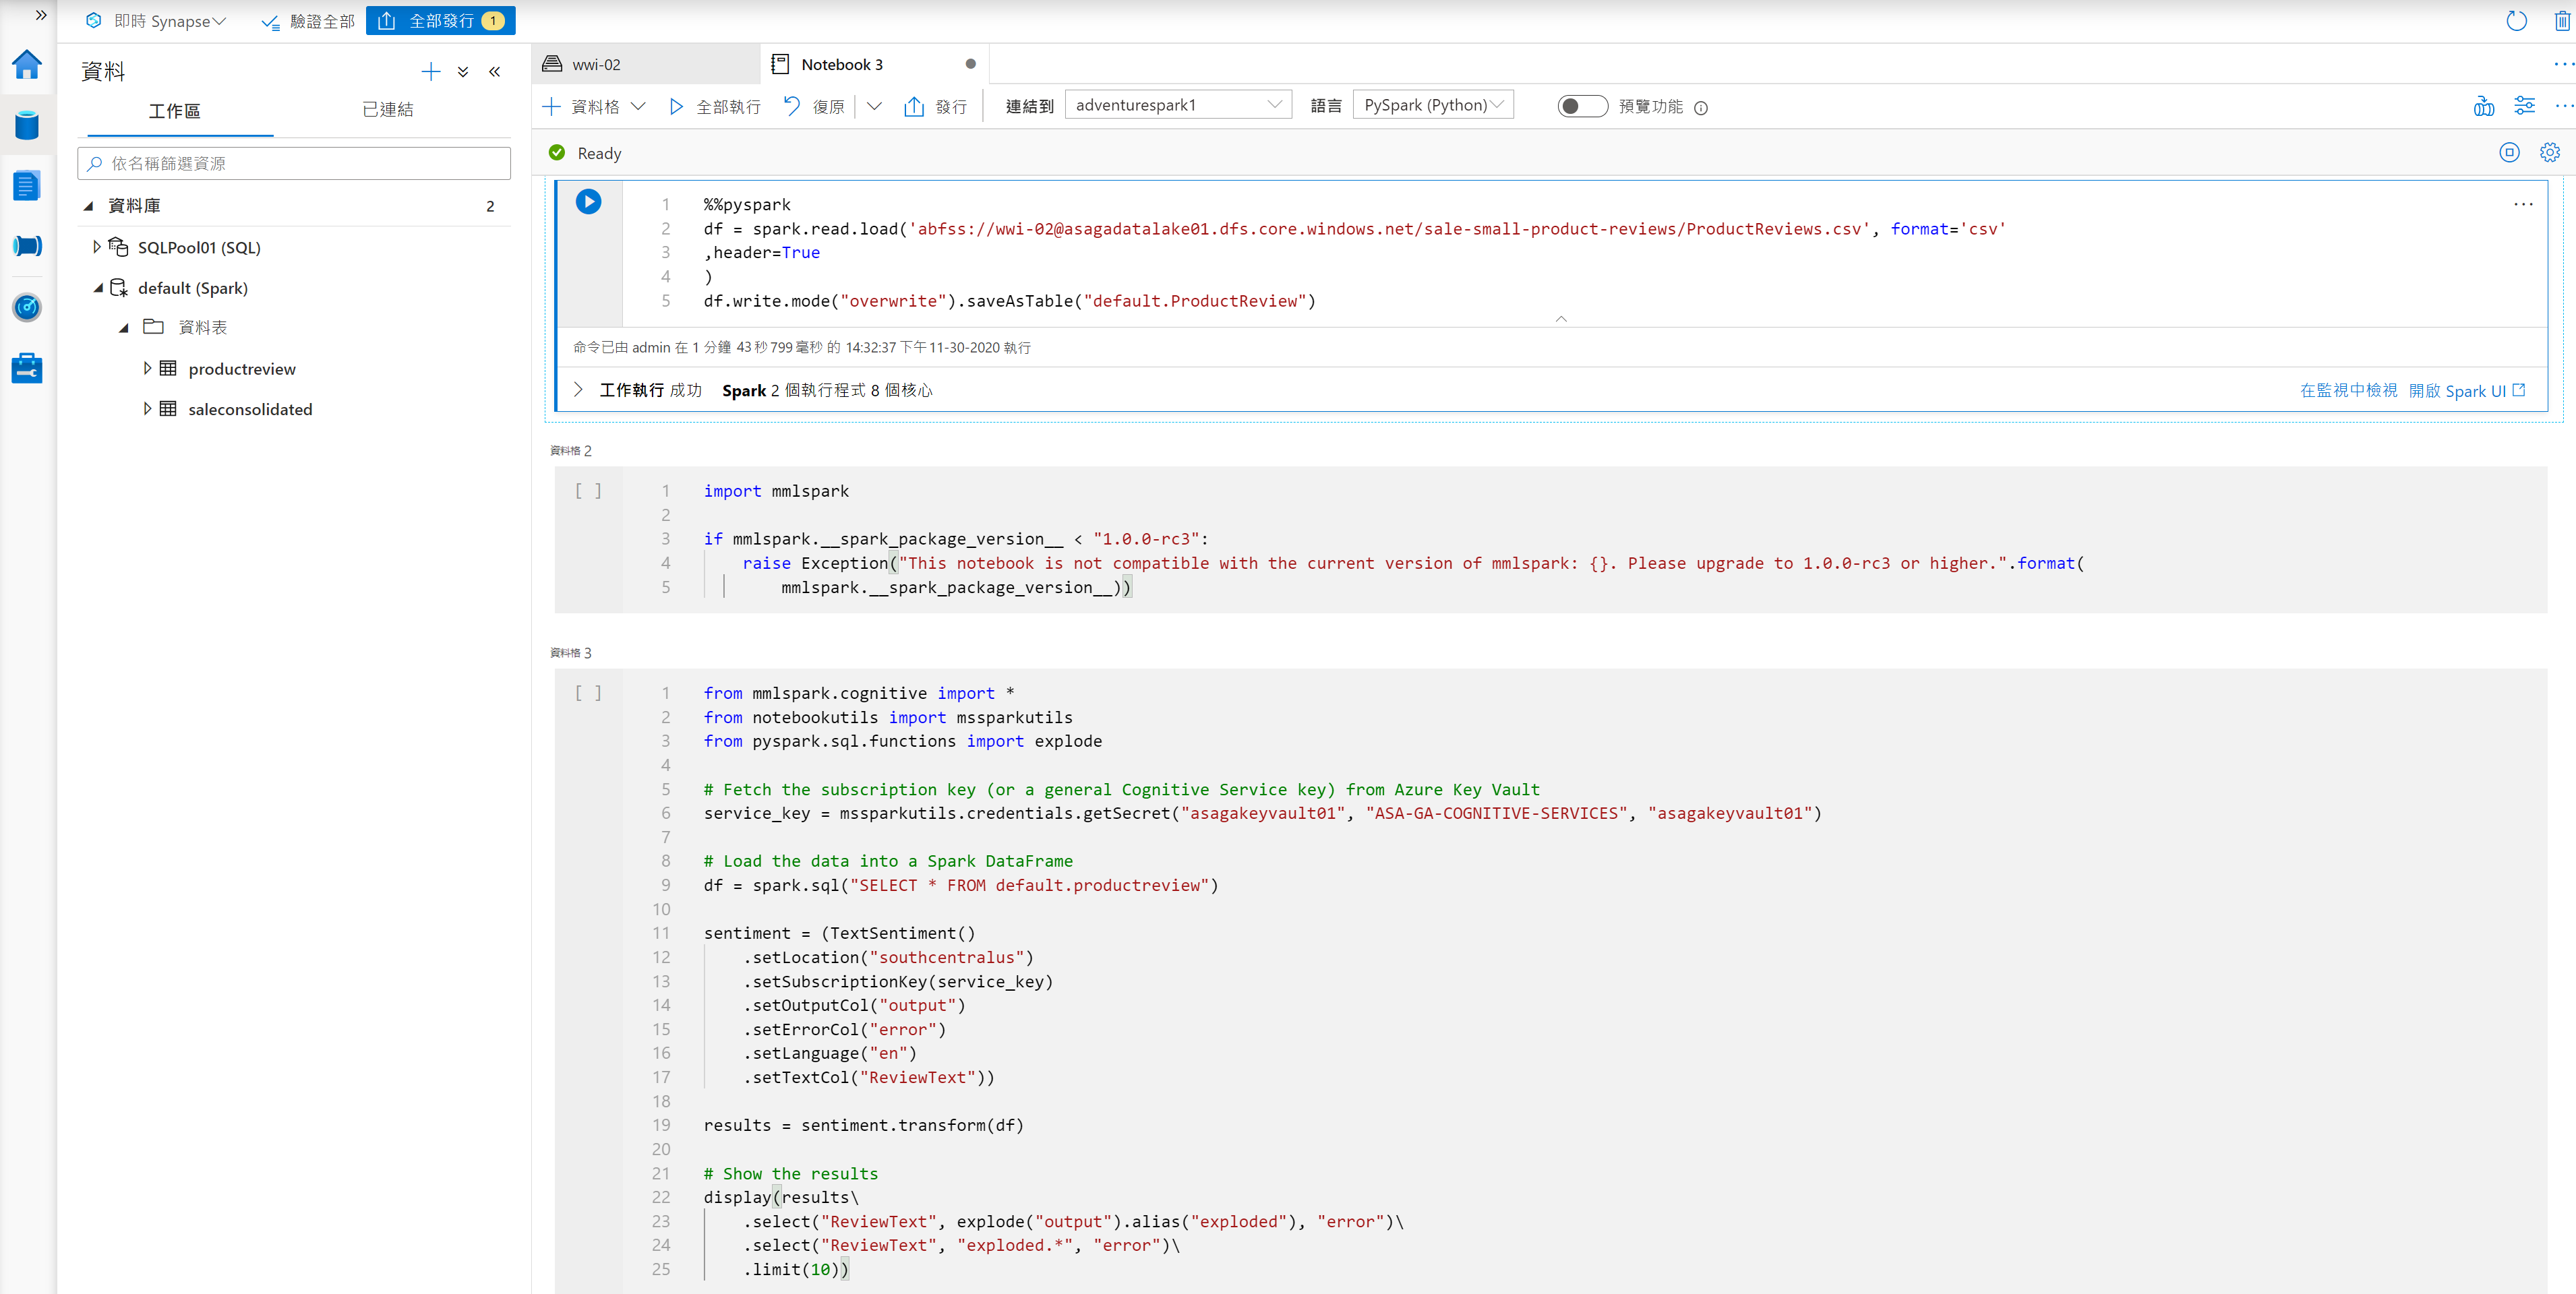 即時 Synapse
驗證全部
全部發行 1
資料
工作區
已連結
依名稱篩選資源
資料庫 2
SQLPool01 (SQL)
default (Spark)
資料表
productreview
saleconsolidated
wwi-02
Notebook 3
資料格
全部執行
復原
發行
連結到 adventurespark1
語言 PySpark (Python)
預覽功能
Ready
1 %%pyspark
2 df = spark.read.load('abfss://wwi-02@asagadatalake01.dfs.core.windows.net/sale-small-product-reviews/ProductReviews.csv', format='csv'
3 ,header=True
4 )
5 df.write.mode("overwrite").saveAsTable("default.ProductReview")
命令已由 admin 在 1 分鐘 43 秒 799 毫秒 的 14:32:37 下午 11-30-2020 執行
工作執行 成功 Spark 2 個執行程式 8 個核心
在監視中檢視 開啟 Spark UI
資料格 2
[ ]
1 import mmlspark
2
3 if mmlspark.__spark_package_version__ < "1.0.0-rc3":
4 raise Exception("This notebook is not compatible with the current version of mmlspark: {}. Please upgrade to 1.0.0-rc3 or higher.".format(
5 mmlspark.__spark_package_version__))
資料格 3
[ ]
1 from mmlspark.cognitive import *
2 from notebookutils import mssparkutils
3 from pyspark.sql.functions import explode
4
5 # Fetch the subscription key (or a general Cognitive Service key) from Azure Key Vault
6 service_key = mssparkutils.credentials.getSecret("asagakeyvault01", "ASA-GA-COGNITIVE-SERVICES", "asagakeyvault01")
7
8 # Load the data into a Spark DataFrame
9 df = spark.sql("SELECT * FROM default.productreview")
10
11 sentiment = (TextSentiment()
12 .setLocation("southcentralus")
13 .setSubscriptionKey(service_key)
14 .setOutputCol("output")
15 .setErrorCol("error")
16 .setLanguage("en")
17 .setTextCol("ReviewText"))
18
19 results = sentiment.transform(df)
20
21 # Show the results
22 display(results\
23 .select("ReviewText", explode("output").alias("exploded"), "error")\
24 .select("ReviewText", "exploded.*", "error")\
25 .limit(10))